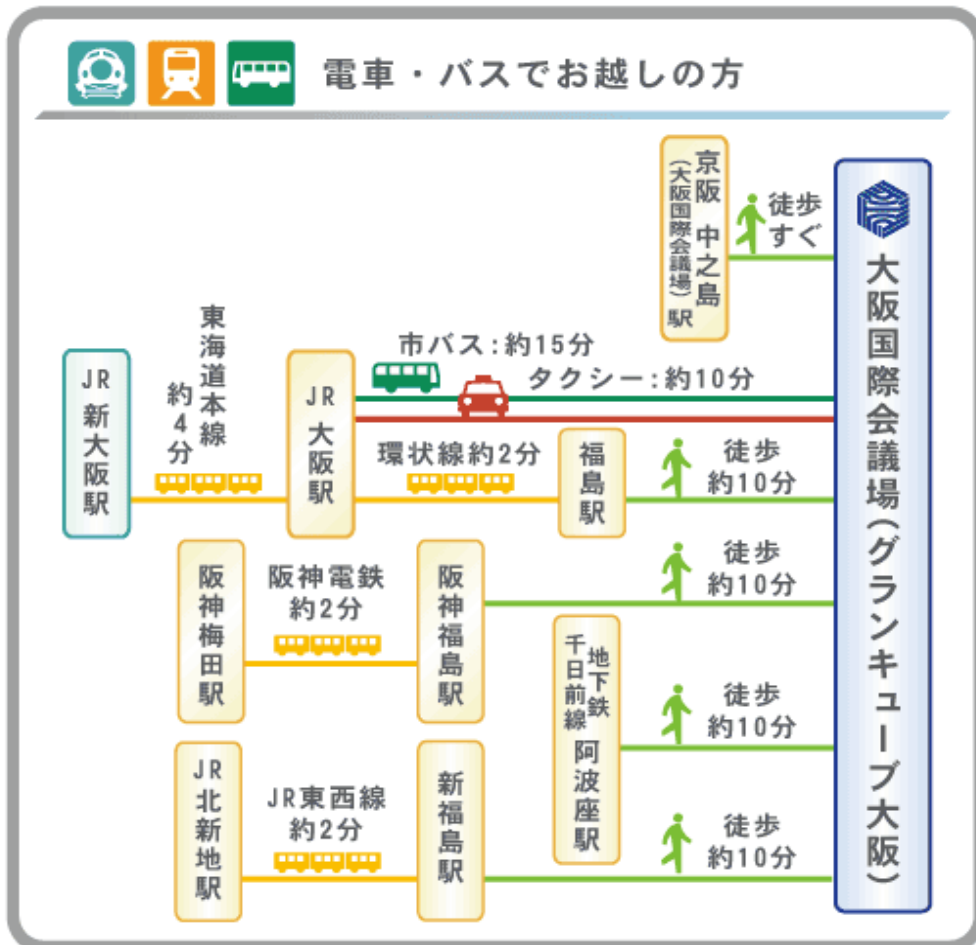 電車・バスでお越しの方
京阪 中之島
(大阪国際会議場)駅
徒歩
すぐ
大阪国際会議場(グランキューブ大阪)
JR 新大阪駅
東海道本線
約4分
JR 大阪駅
市バス:約15分
タクシー:約10分
環状線約2分
福島駅
徒歩
約10分
阪神梅田駅
阪神電鉄
約2分
阪神福島駅
徒歩
約10分
地下鉄
千日前線
阿波座駅
徒歩
約10分
JR 北新地駅
JR東西線
約2分
新福島駅
徒歩
約10分